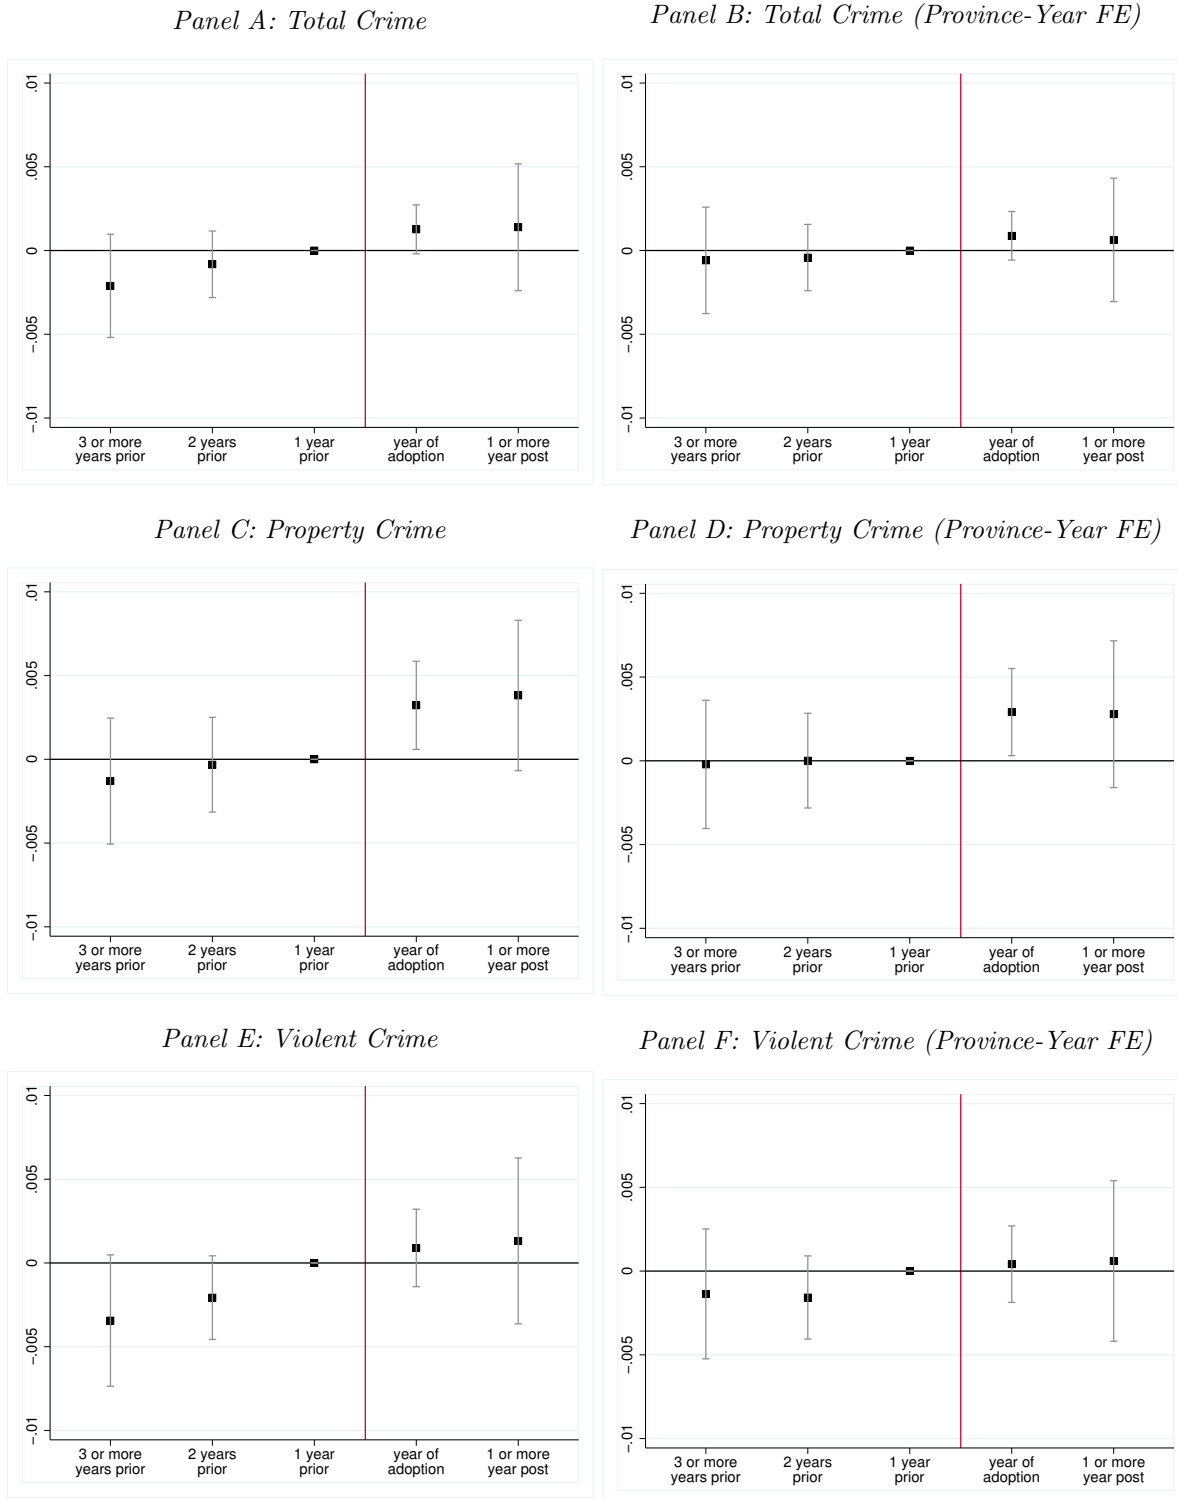 Panel A: Total Crime
.01
.005
0
−.005
−.01
3 or more
years prior
2 years
prior
1 year
prior
year of
adoption
1 or more
year post
Panel B: Total Crime (Province-Year FE)
.01
.005
0
−.005
−.01
3 or more
years prior
2 years
prior
1 year
prior
year of
adoption
1 or more
year post
Panel C: Property Crime
.01
.005
0
−.005
−.01
3 or more
years prior
2 years
prior
1 year
prior
year of
adoption
1 or more
year post
Panel D: Property Crime (Province-Year FE)
.01
.005
0
−.005
−.01
3 or more
years prior
2 years
prior
1 year
prior
year of
adoption
1 or more
year post
Panel E: Violent Crime
.01
.005
0
−.005
−.01
3 or more
years prior
2 years
prior
1 year
prior
year of
adoption
1 or more
year post
Panel F: Violent Crime (Province-Year FE)
.01
.005
0
−.005
−.01
3 or more
years prior
2 years
prior
1 year
prior
year of
adoption
1 or more
year post